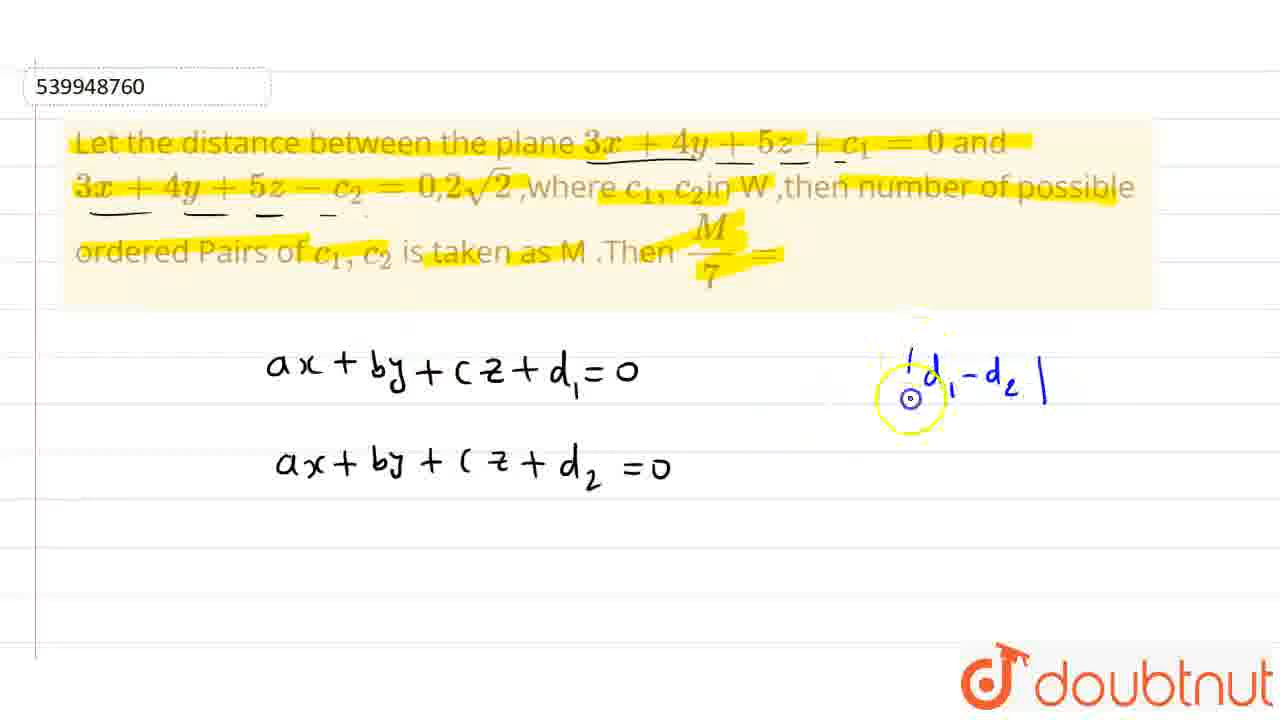 539948760
Let the distance between the plane 3x + 4y + 5z + c₁ = 0 and
3x + 4y + 5z − c₂ = 0,2√2 ,where c₁, c₂in W ,then number of possible
ordered Pairs of c₁, c₂ is taken as M .Then M/7 =
ax + by + cz + d₁ = 0
|d₁ - d₂|
ax + by + cz + d₂ = 0
doubtnut